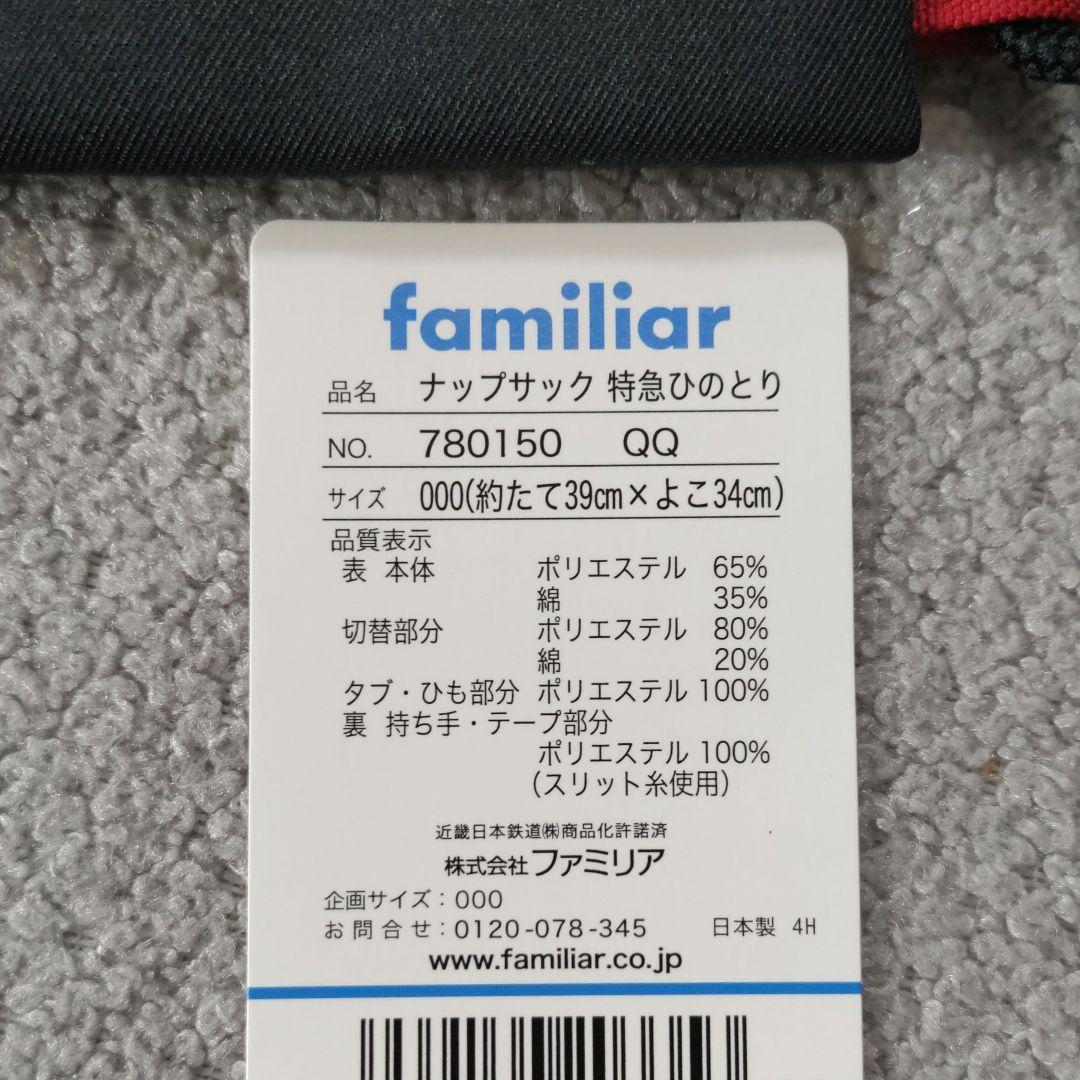 familiar
品名 ナップサック 特急ひのとり
NO. 780150 QQ
サイズ 000(約たて39㎝×よこ34㎝)
品質表示
表 本体 ポリエステル 65%
綿 35%
切替部分 ポリエステル 80%
綿 20%
タブ・ひも部分 ポリエステル 100%
裏 持ち手・テープ部分
ポリエステル 100%
(スリット糸使用)
近畿日本鉄道㈱商品化許諾済
株式会社ファミリア
企画サイズ:000
お問合せ:0120-078-345 日本製 4H
www.familiar.co.jp